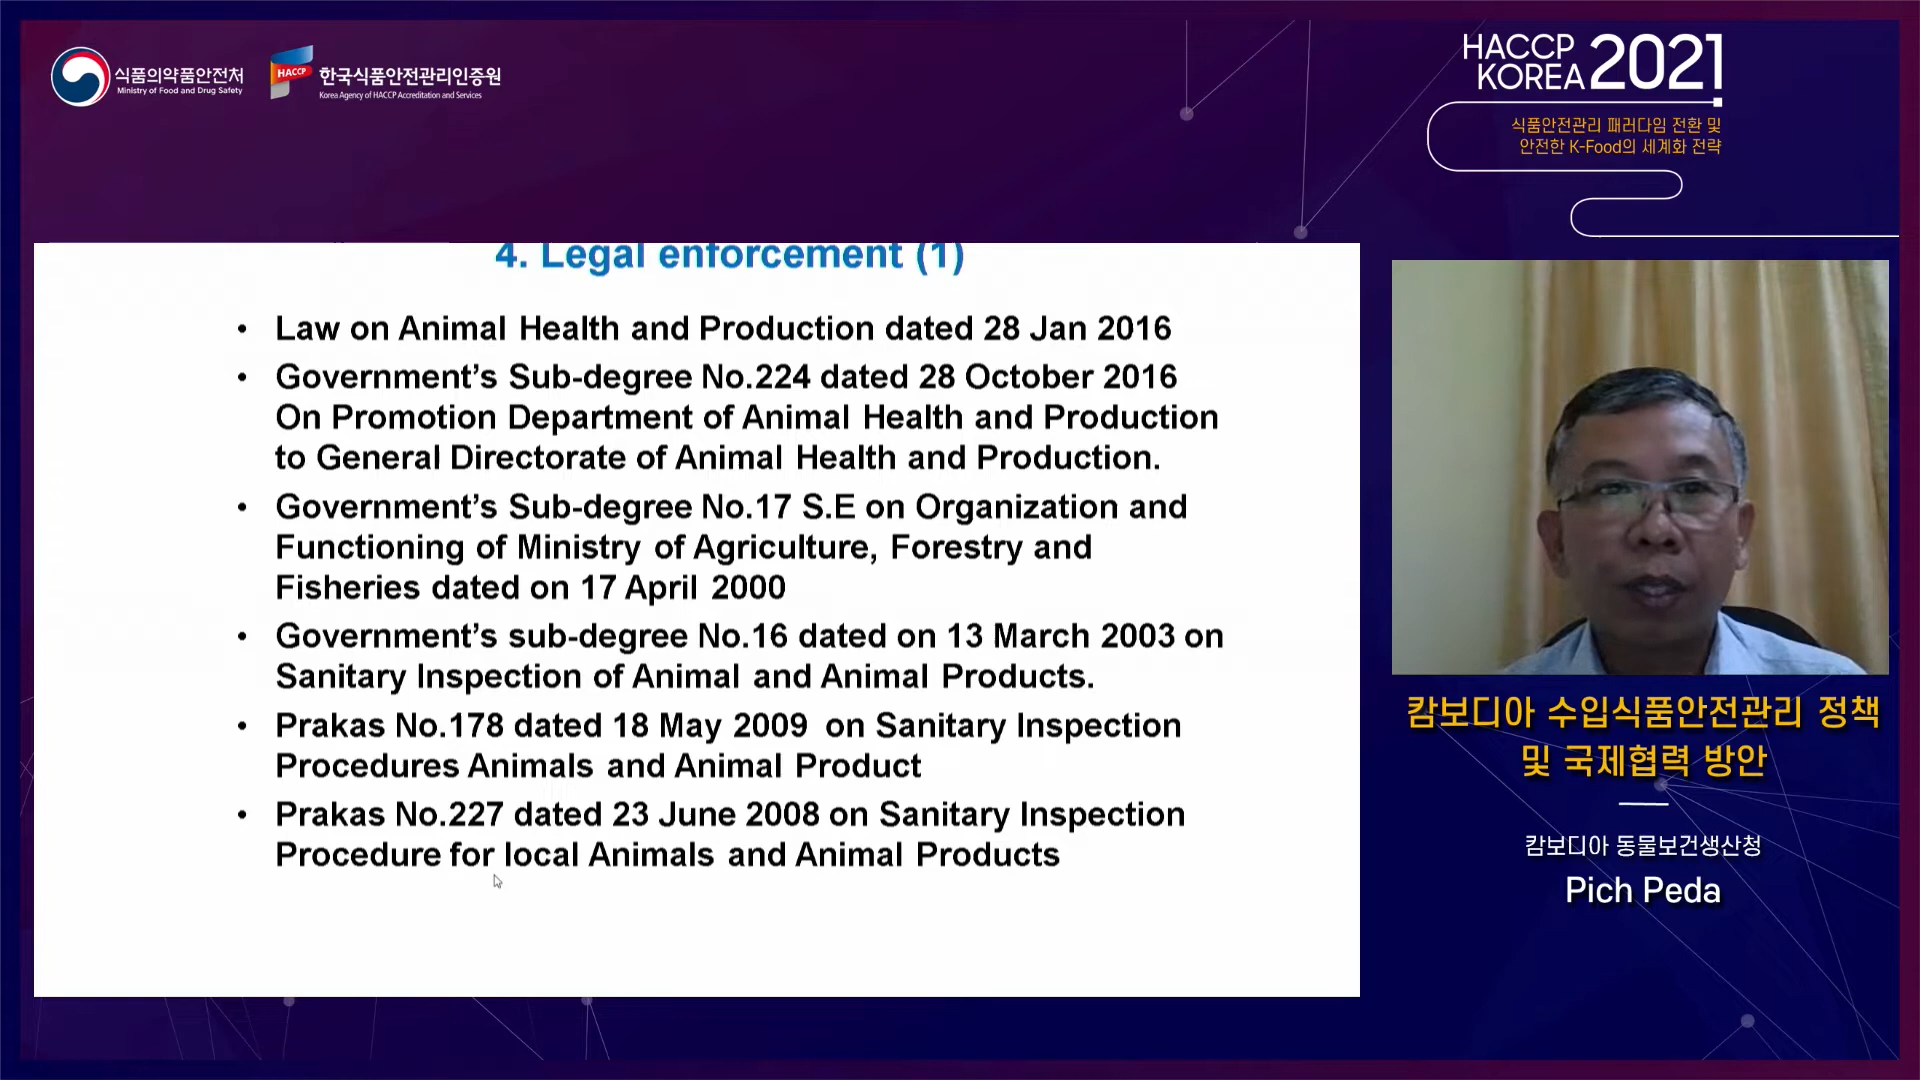 식품의약품안전처
Ministry of Food and Drug Safety
HACCP
한국식품안전관리인증원
Korea Agency of HACCP Accreditation and Services
HACCP
KOREA 2021
식품안전관리 패러다임 전환 및
안전한 K-Food의 세계화 전략
4. Legal enforcement (1)
• Law on Animal Health and Production dated 28 Jan 2016
• Government’s Sub-degree No.224 dated 28 October 2016
On Promotion Department of Animal Health and Production
to General Directorate of Animal Health and Production.
• Government’s Sub-degree No.17 S.E on Organization and
Functioning of Ministry of Agriculture, Forestry and
Fisheries dated on 17 April 2000
• Government’s sub-degree No.16 dated on 13 March 2003 on
Sanitary Inspection of Animal and Animal Products.
• Prakas No.178 dated 18 May 2009 on Sanitary Inspection
Procedures Animals and Animal Product
• Prakas No.227 dated 23 June 2008 on Sanitary Inspection
Procedure for local Animals and Animal Products
캄보디아 수입식품안전관리 정책
및 국제협력 방안
캄보디아 동물보건생산청
Pich Peda